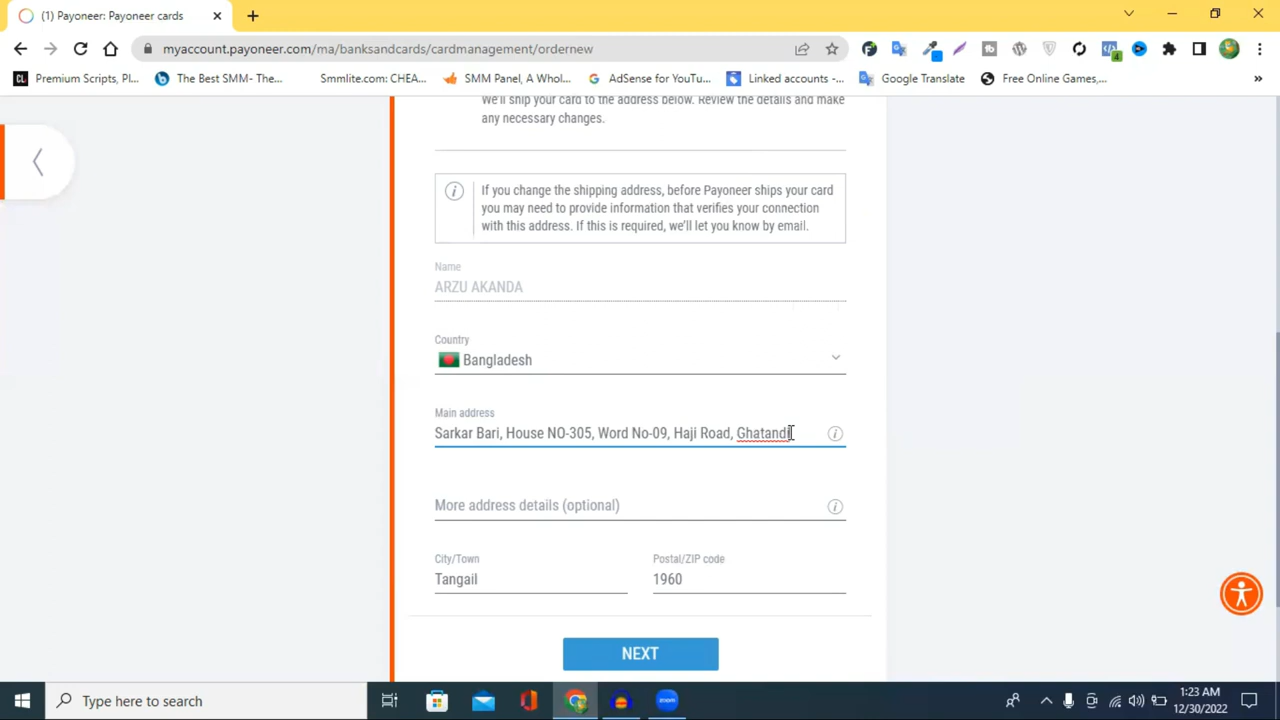 (1) Payoneer: Payoneer cards
myaccount.payoneer.com/ma/banksandcards/cardmanagement/ordernew
4
CL Premium Scripts, Pl...
b The Best SMM- The...
Smmlite.com: CHEA...
SMM Panel, A Whol...
G AdSense for YouTu...
Linked accounts -...
Google Translate
Free Online Games,...
»
We'll ship your card to the address below. Review the details and make
any necessary changes.
If you change the shipping address, before Payoneer ships your card
you may need to provide information that verifies your connection
with this address. If this is required, we'll let you know by email.
Name
ARZU AKANDA
Country
Bangladesh
Main address
Sarkar Bari, House NO-305, Word No-09, Haji Road, Ghatandi
More address details (optional)
City/Town
Postal/ZIP code
Tangail
1960
NEXT
Type here to search
1:23 AM
12/30/2022